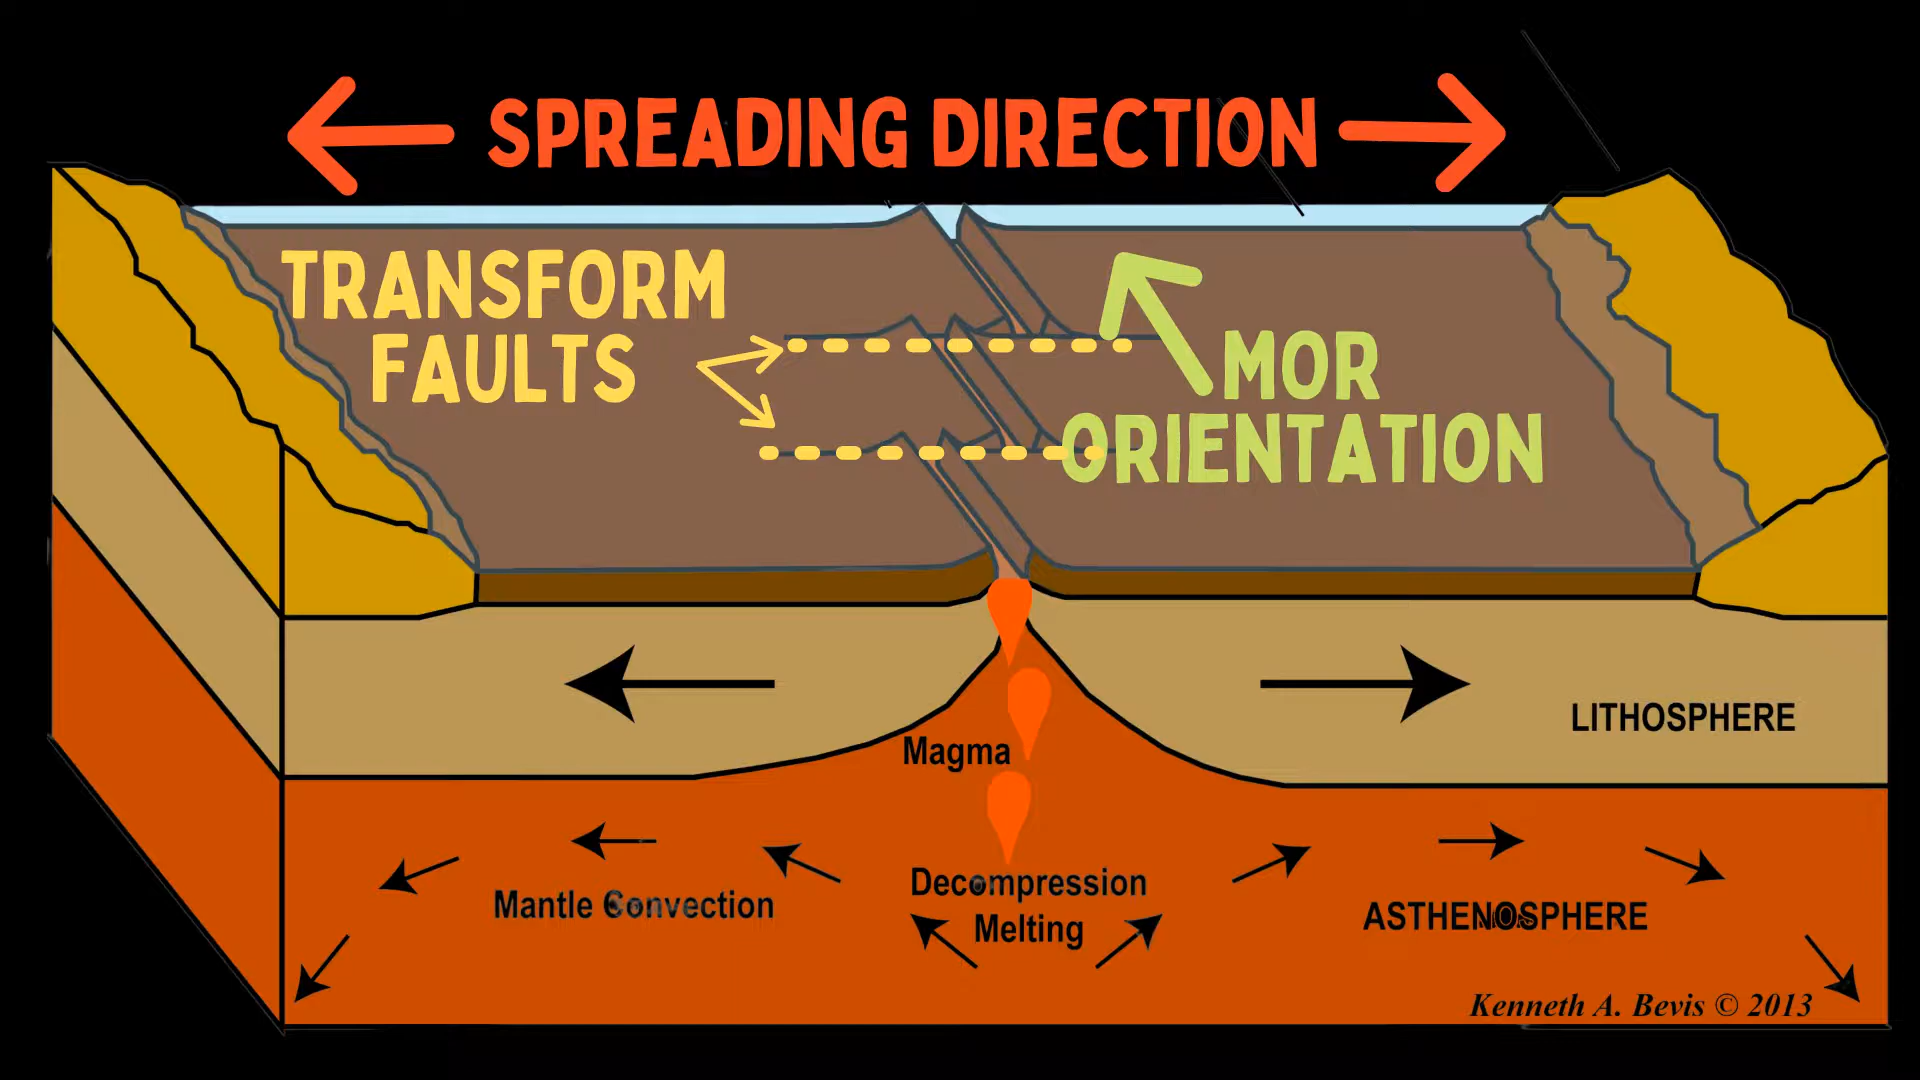 SPREADING DIRECTION
TRANSFORM
FAULTS
MOR
ORIENTATION
LITHOSPHERE
Magma
Decompression
Melting
Mantle Convection
ASTHENOSPHERE
Kenneth A. Bevis © 2013